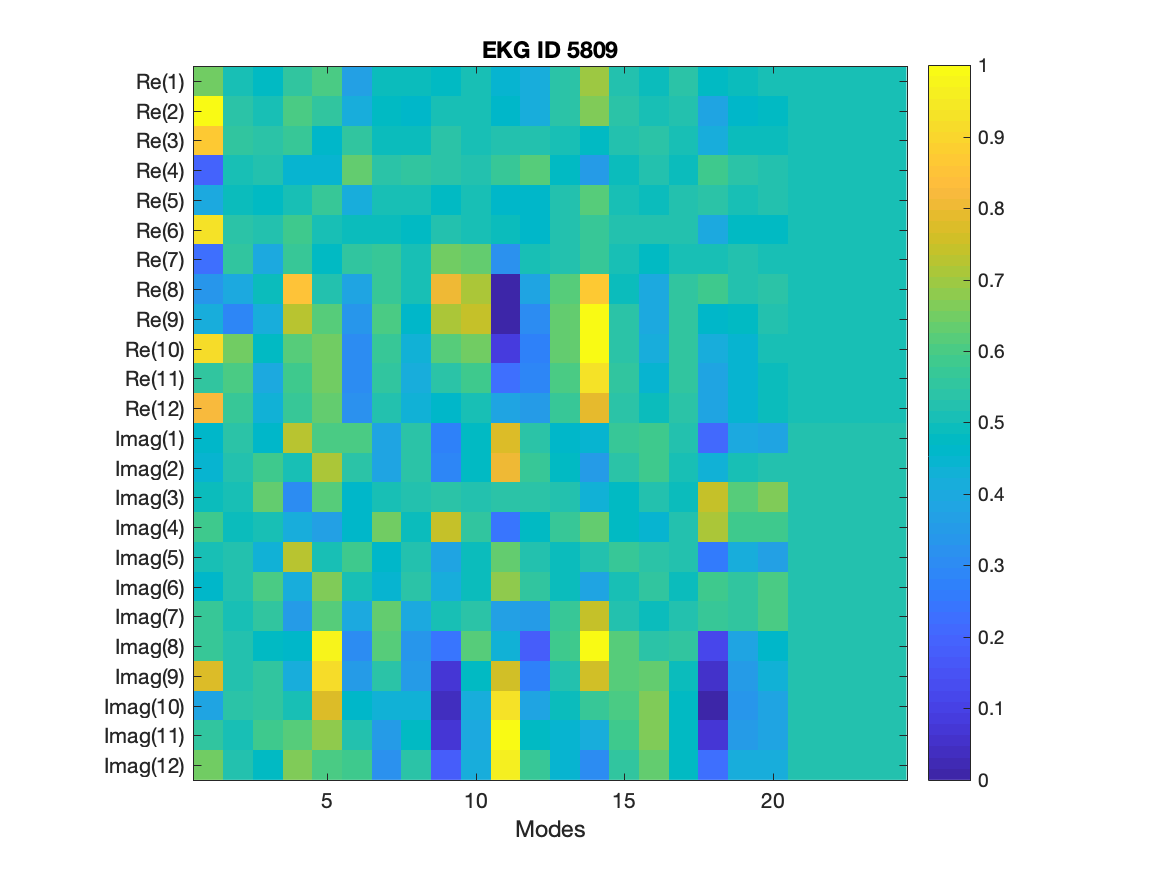 EKG ID 5809
Re(1)
Re(2)
Re(3)
Re(4)
Re(5)
Re(6)
Re(7)
Re(8)
Re(9)
Re(10)
Re(11)
Re(12)
Imag(1)
Imag(2)
Imag(3)
Imag(4)
Imag(5)
Imag(6)
Imag(7)
Imag(8)
Imag(9)
Imag(10)
Imag(11)
Imag(12)
5 10 15 20
Modes
1
0.9
0.8
0.7
0.6
0.5
0.4
0.3
0.2
0.1
0